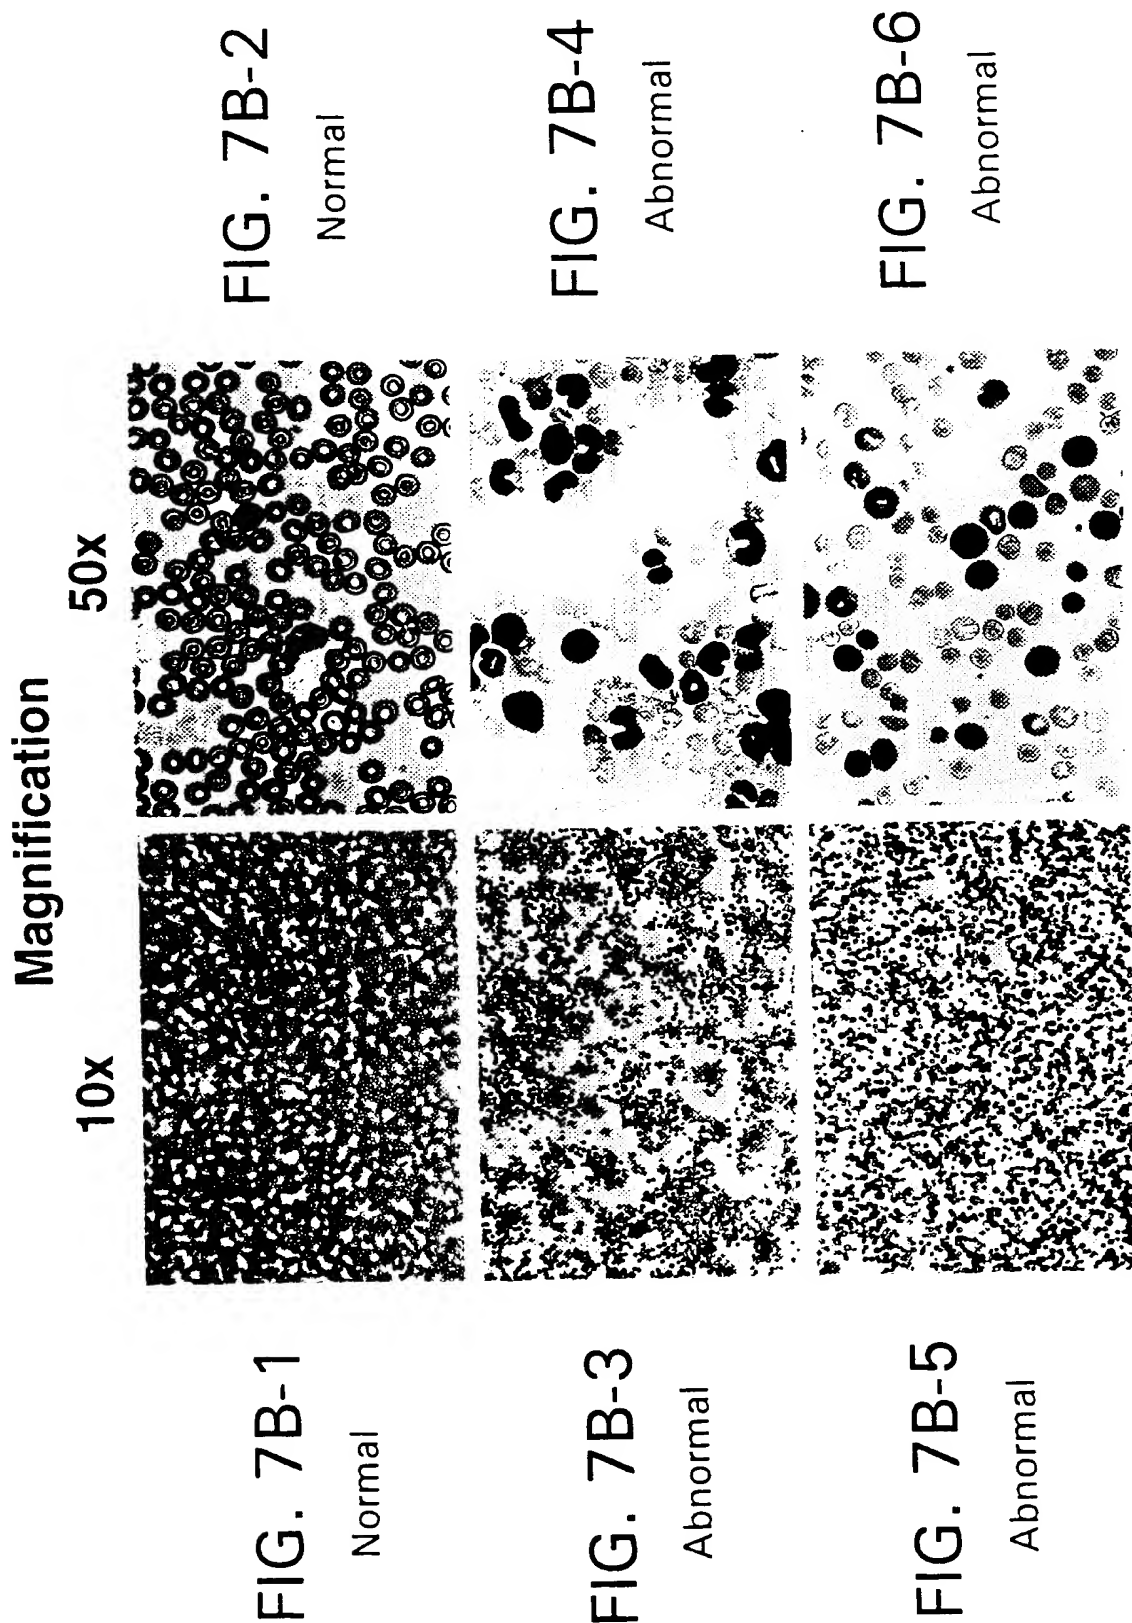 Magnification
10x
50x
FIG. 7B-1
Normal
FIG. 7B-2
Normal
FIG. 7B-3
Abnormal
FIG. 7B-4
Abnormal
FIG. 7B-5
Abnormal
FIG. 7B-6
Abnormal